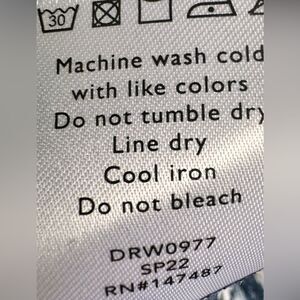 30
Machine wash cold
with like colors
Do not tumble dry
Line dry
Cool iron
Do not bleach
DRW0977
SP22
RN#147487